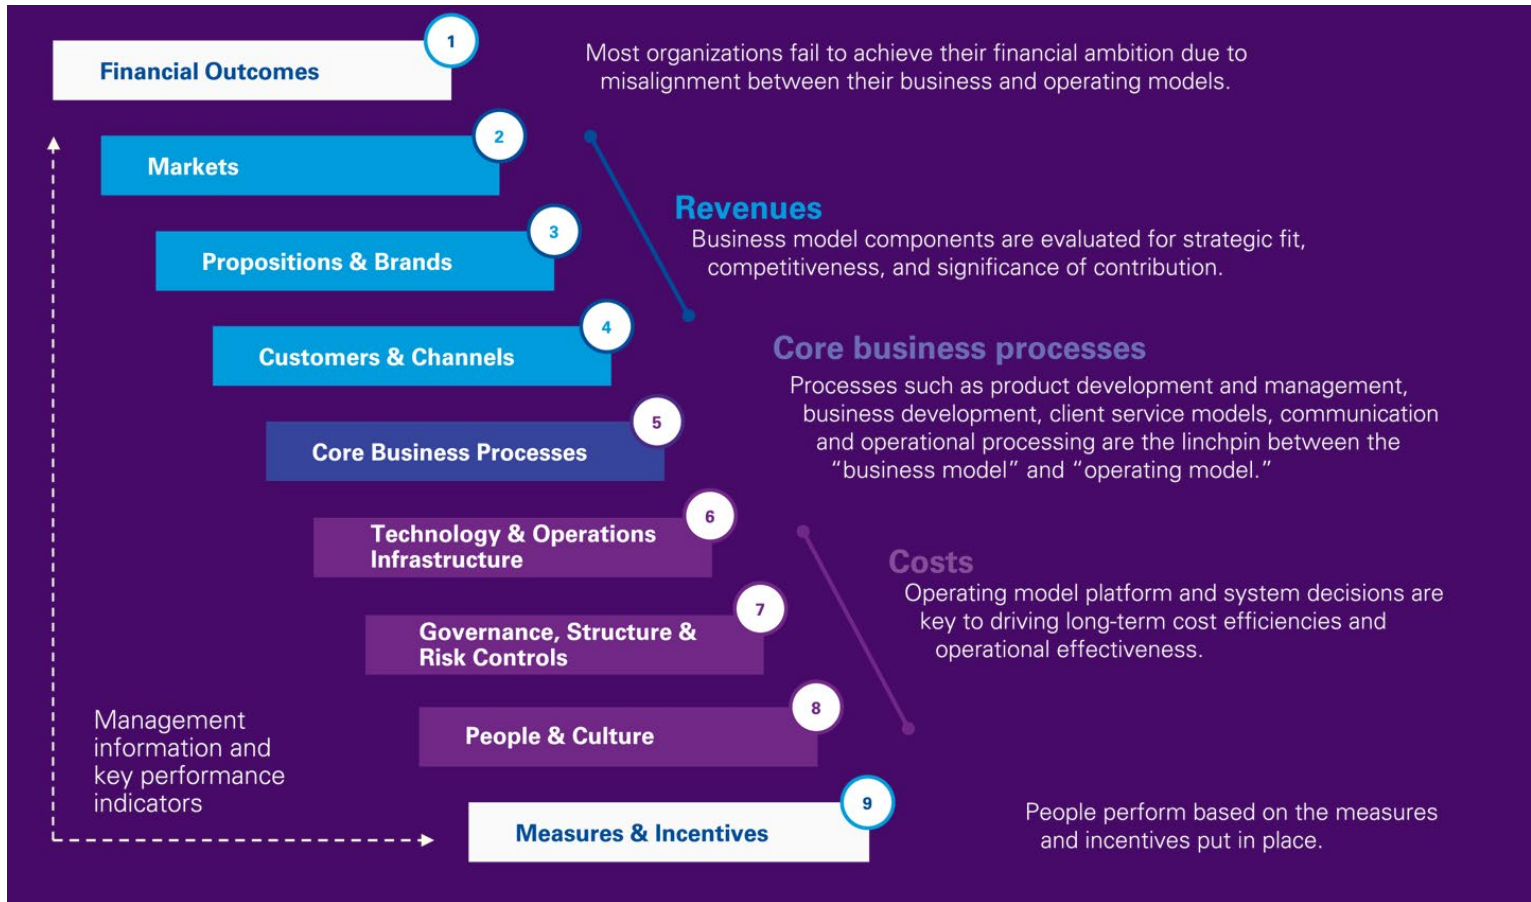 1
Financial Outcomes
Most organizations fail to achieve their financial ambition due to
misalignment between their business and operating models.
2
Markets
Revenues
Business model components are evaluated for strategic fit,
competitiveness, and significance of contribution.
3
Propositions & Brands
4
Customers & Channels
Core business processes
Processes such as product development and management,
business development, client service models, communication
and operational processing are the linchpin between the
“business model” and “operating model.”
5
Core Business Processes
6
Technology & Operations
Infrastructure
Costs
Operating model platform and system decisions are
key to driving long-term cost efficiencies and
operational effectiveness.
7
Governance, Structure &
Risk Controls
8
People & Culture
Management
information and
key performance
indicators
9
Measures & Incentives
People perform based on the measures
and incentives put in place.